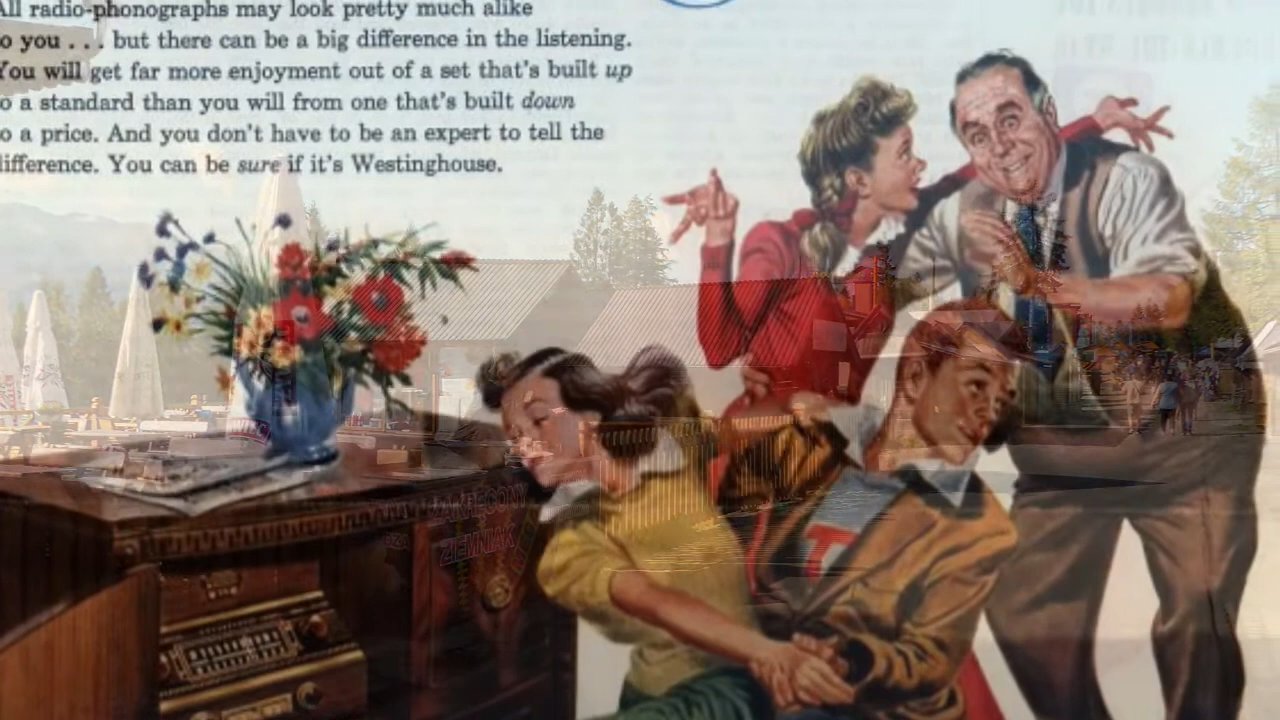 All radio-phonographs may look pretty much alike
o you . . . but there can be a big difference in the listening.
You will get far more enjoyment out of a set that's built up
o a standard than you will from one that's built down
o a price. And you don't have to be an expert to tell the
ifference. You can be sure if it's Westinghouse.
ZAKRĘCONY
ZIEMNIAK
T